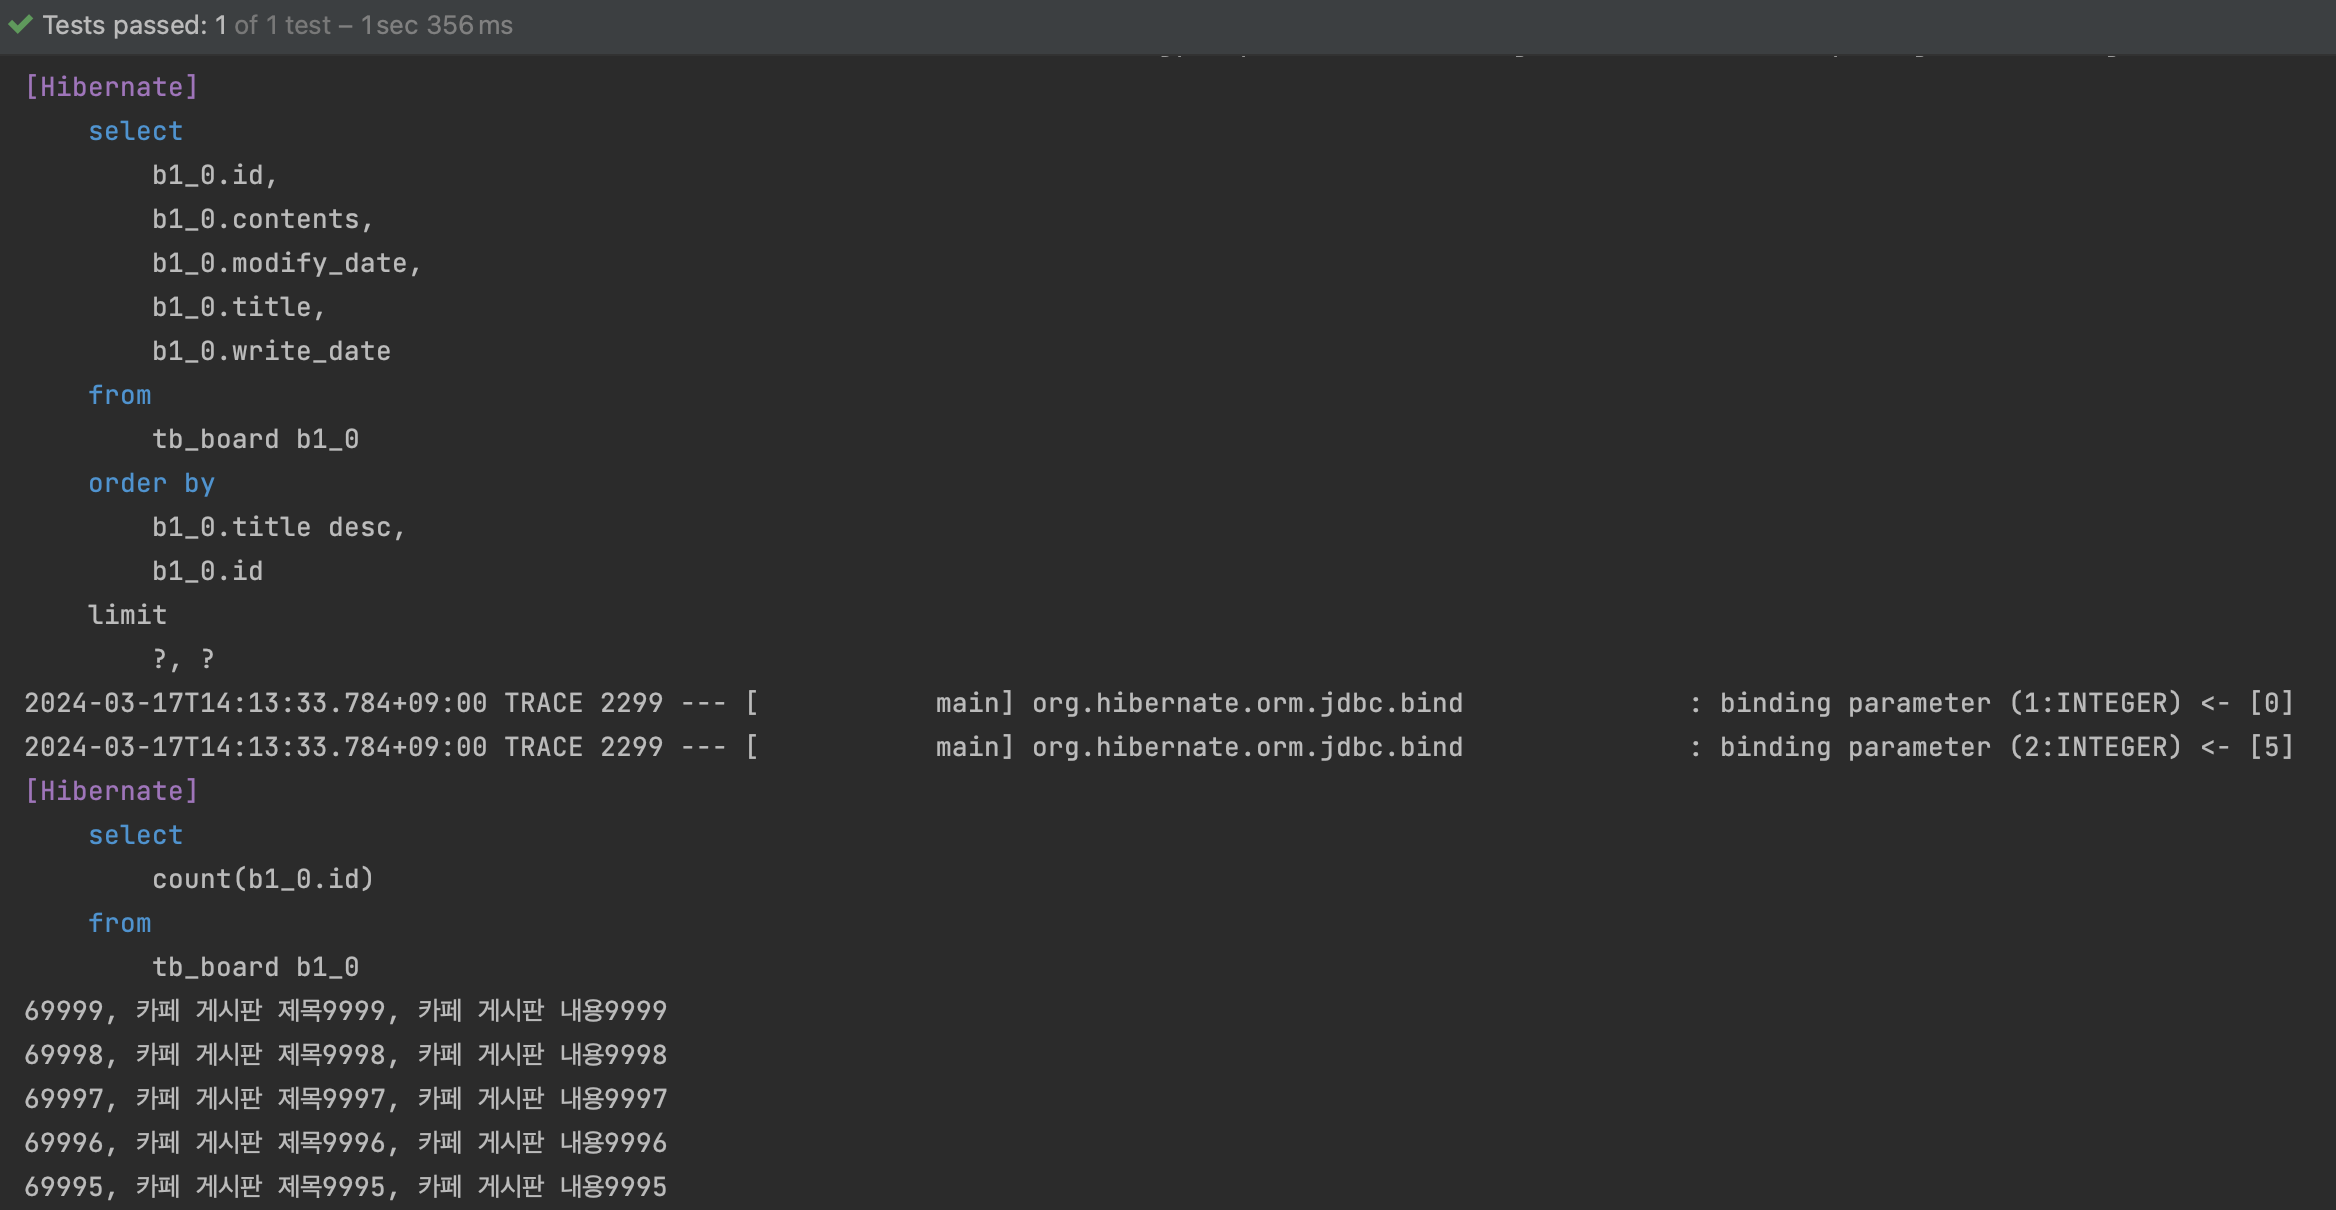 Tests passed: 1 of 1 test – 1 sec 356 ms
[Hibernate]
    select
        b1_0.id,
        b1_0.contents,
        b1_0.modify_date,
        b1_0.title,
        b1_0.write_date
    from
        tb_board b1_0
    order by
        b1_0.title desc,
        b1_0.id
    limit
        ?, ?
2024-03-17T14:13:33.784+09:00 TRACE 2299 --- [           main] org.hibernate.orm.jdbc.bind              : binding parameter (1:INTEGER) <- [0]
2024-03-17T14:13:33.784+09:00 TRACE 2299 --- [           main] org.hibernate.orm.jdbc.bind              : binding parameter (2:INTEGER) <- [5]
[Hibernate]
    select
        count(b1_0.id)
    from
        tb_board b1_0
69999, 카페 게시판 제목9999, 카페 게시판 내용9999
69998, 카페 게시판 제목9998, 카페 게시판 내용9998
69997, 카페 게시판 제목9997, 카페 게시판 내용9997
69996, 카페 게시판 제목9996, 카페 게시판 내용9996
69995, 카페 게시판 제목9995, 카페 게시판 내용9995